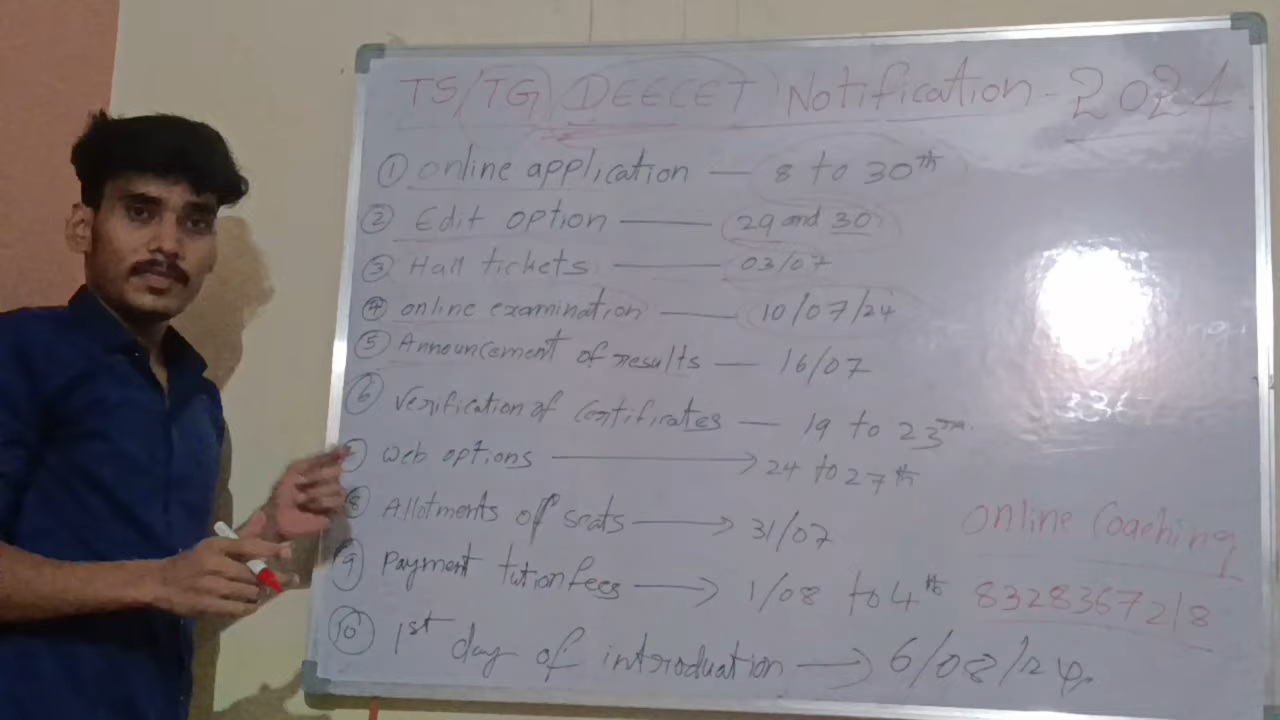 TS/TG DEECET Notification - 2024
① online application — 8 to 30th
② Edit option — 29 and 30
③ Hall tickets — 03/07
④ online examination — 10/07/24
⑤ Announcement of results — 16/07
⑥ Verification of Certificates — 19 to 23rd
⑦ web options → 24 to 27th
⑧ Allotments of seats → 31/07
⑨ Payment tution fees → 1/08 to 4th
⑩ 1st day of introduation → 6/08/24
Online Coaching
8328367218